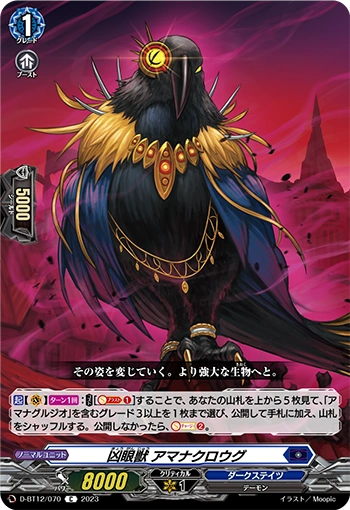 1
グレード
ブースト
5000
シールド
その姿を変じていく。より強大な生物へと。
起【ターン1回】:することで、あなたの山札を上から5枚見て、「ア
マナグルジオ」を含むグレード3以上を1枚まで選び、公開して手札に加え、山札
をシャッフルする。公開しなかったら、
ノーマルユニット
凶眼獣 アマナクロウグ
ダークステイツ
パワー 8000
クリティカル
1
デーモン
D-BT12/070 C 2023
イラスト/Moopic